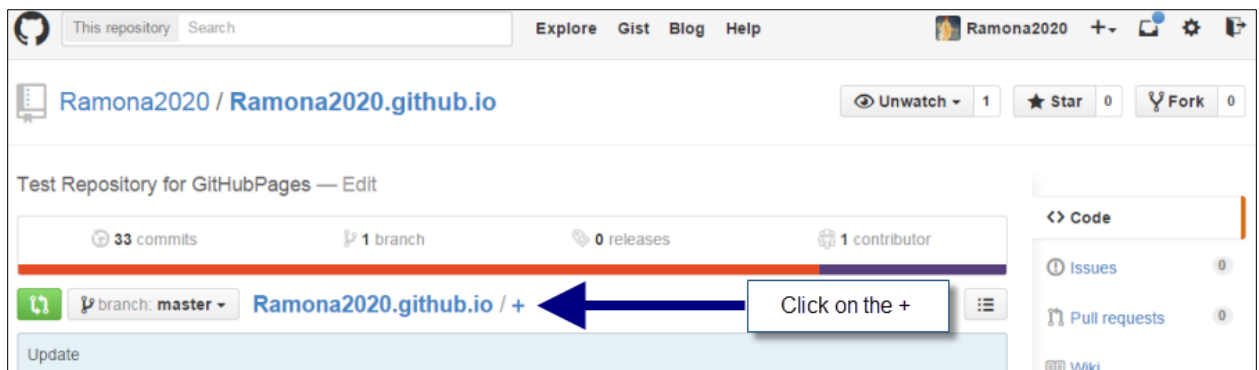 This repository Search Explore Gist Blog Help Ramona2020 +
Ramona2020 / Ramona2020.github.io Unwatch 1 Star 0 Fork 0
Test Repository for GitHubPages — Edit
<> Code
33 commits 1 branch 0 releases 1 contributor
Issues 0
branch: master Ramona2020.github.io / + Click on the +
Pull requests 0
Update
Wiki